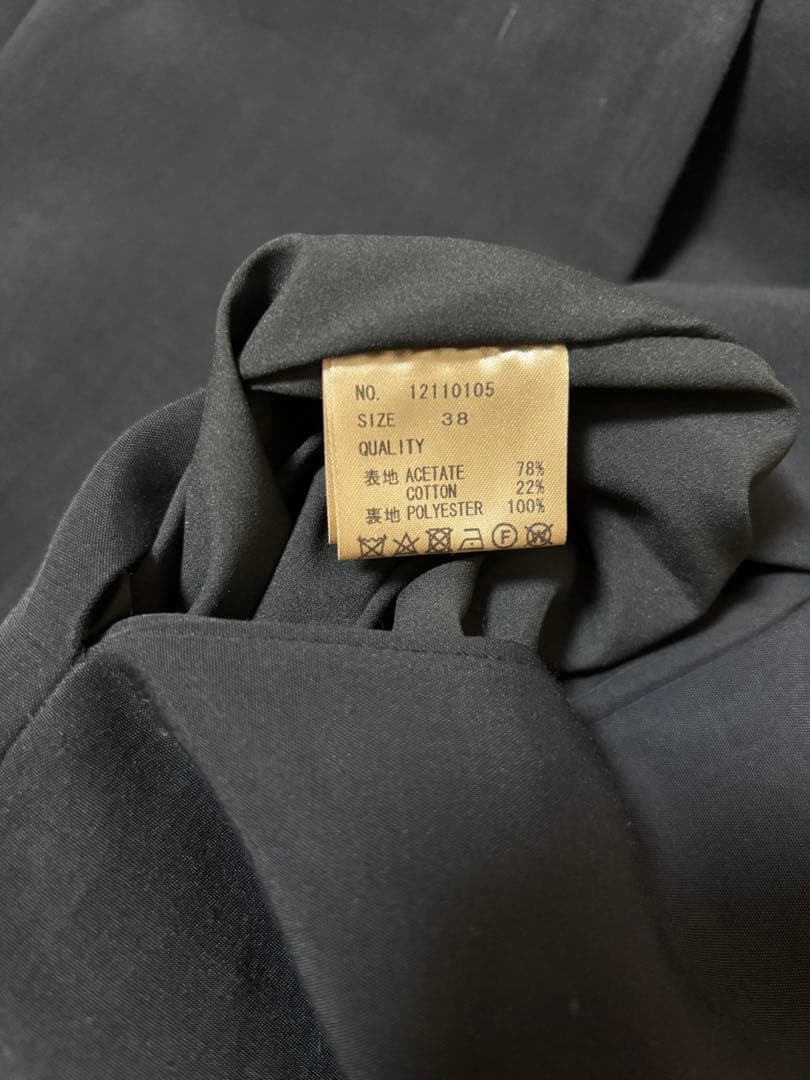 NO. 12110105
SIZE 38
QUALITY
表地 ACETATE 78%
COTTON 22%
裏地 POLYESTER 100%
F W